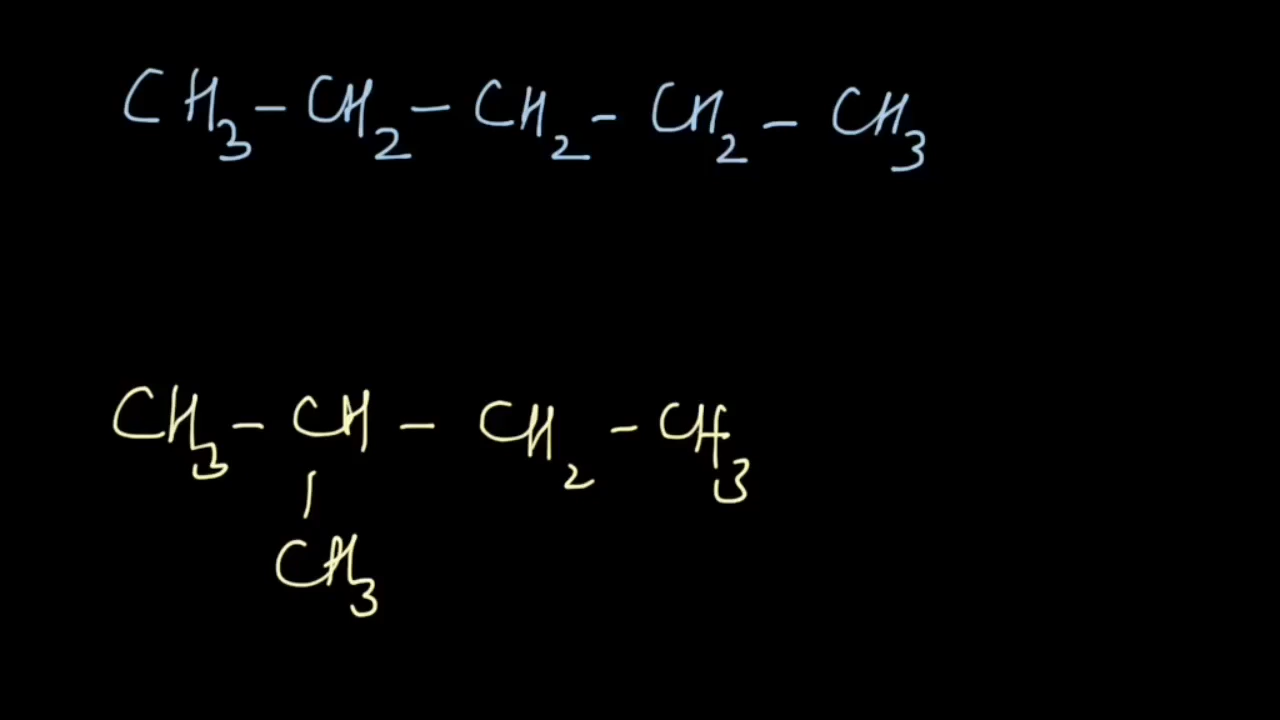 CH₃ - CH₂ - CH₂ - CH₂ - CH₃
CH₃ - CH - CH₂ - CH₃
|
CH₃